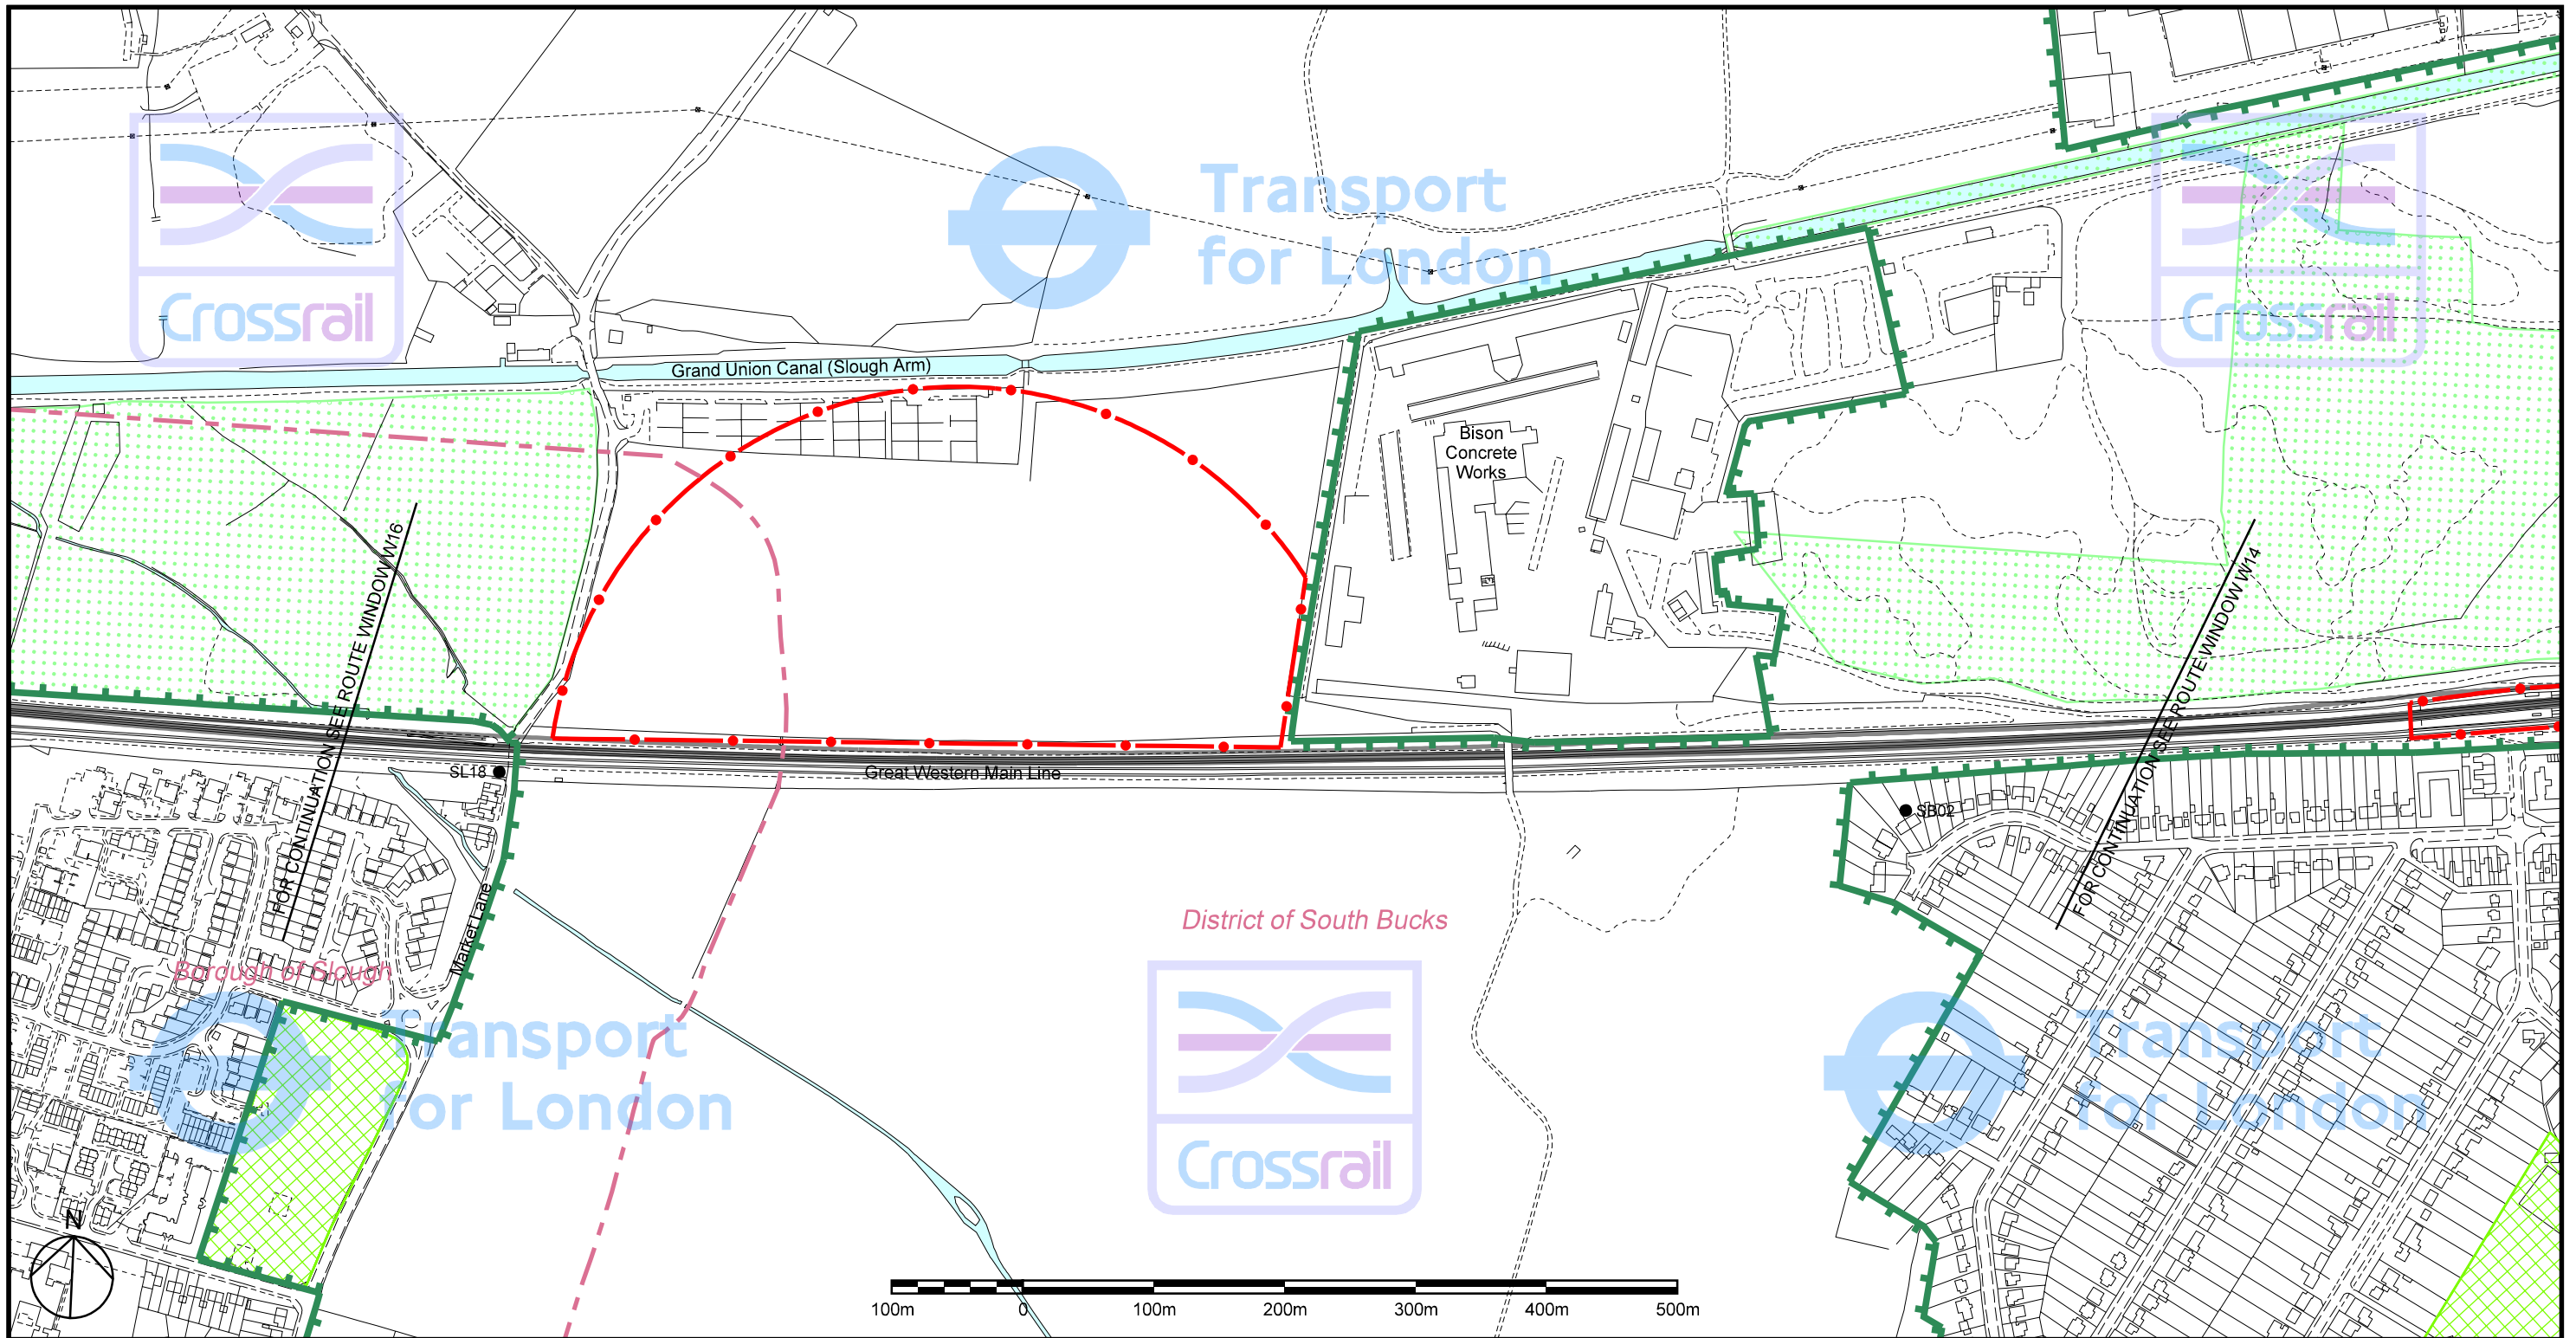 Crossrail
Transport
for London
Crossrail
Grand Union Canal (Slough Arm)
Bison
Concrete
Works
FOR CONTINUATION SEE ROUTE WINDOW W16
FOR CONTINUATION SEE ROUTE WINDOW W14
SL18
Great Western Main Line
SB02
Market Lane
District of South Bucks
Borough of Slough
Transport
for London
Crossrail
Transport
for London
N
100m 0 100m 200m 300m 400m 500m